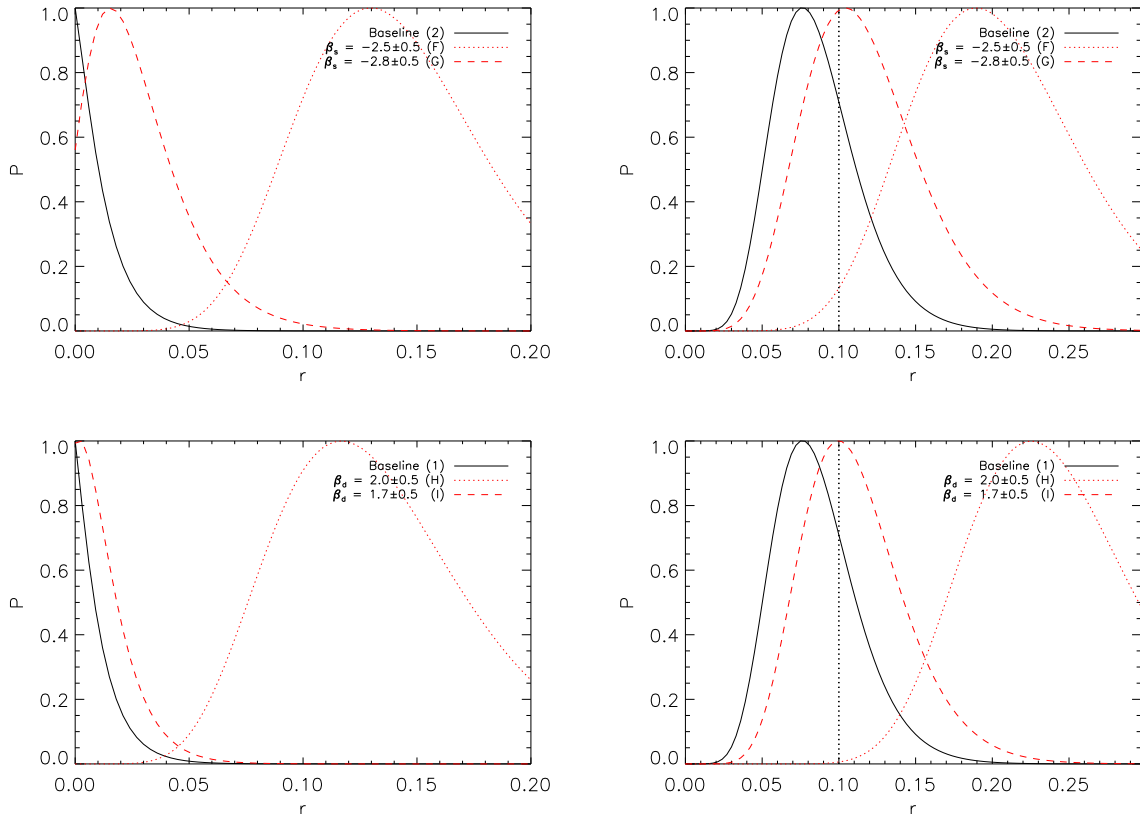 1.0
0.8
0.6
0.4
0.2
0.0
P
Baseline (2)
βs = −2.5±0.5 (F)
βs = −2.8±0.5 (G)
0.00 0.05 0.10 0.15 0.20
r
1.0
0.8
0.6
0.4
0.2
0.0
P
Baseline (2)
βs = −2.5±0.5 (F)
βs = −2.8±0.5 (G)
0.00 0.05 0.10 0.15 0.20 0.25
r
1.0
0.8
0.6
0.4
0.2
0.0
P
Baseline (1)
βd = 2.0±0.5 (H)
βd = 1.7±0.5 (I)
0.00 0.05 0.10 0.15 0.20
r
1.0
0.8
0.6
0.4
0.2
0.0
P
Baseline (1)
βd = 2.0±0.5 (H)
βd = 1.7±0.5 (I)
0.00 0.05 0.10 0.15 0.20 0.25
r